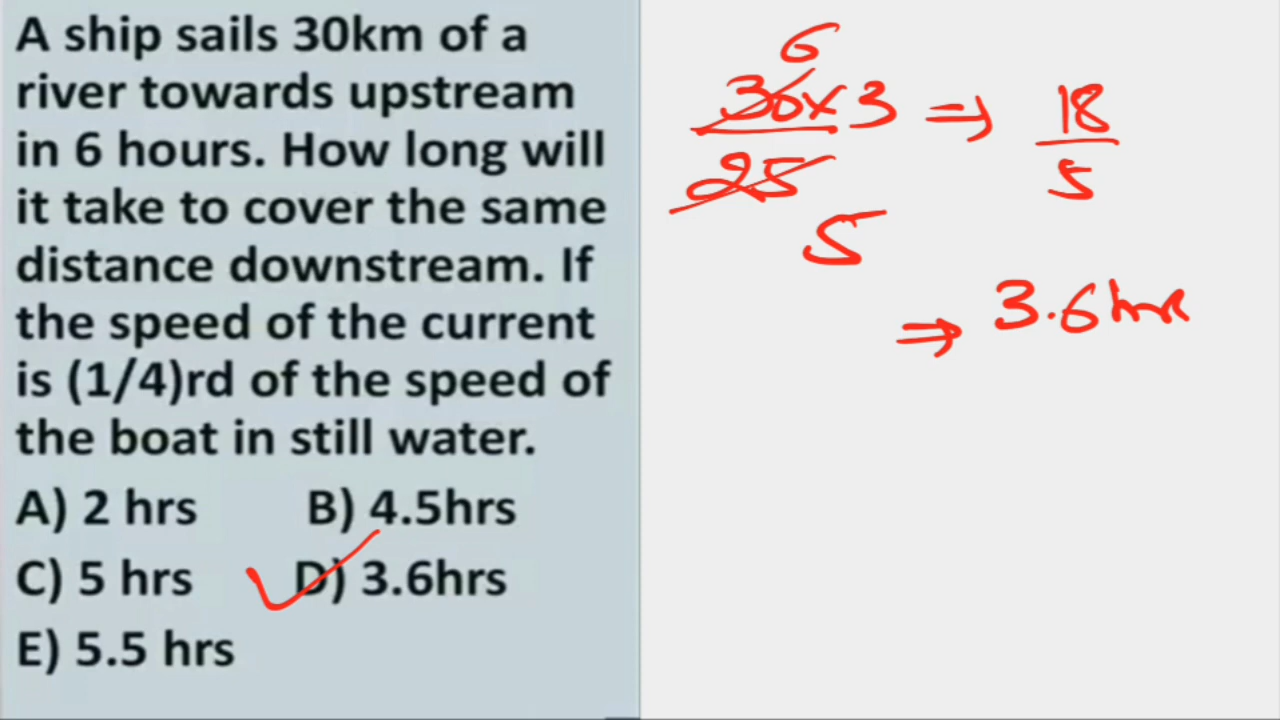 A ship sails 30km of a
river towards upstream
in 6 hours. How long will
it take to cover the same
distance downstream. If
the speed of the current
is (1/4)rd of the speed of
the boat in still water.
A) 2 hrs B) 4.5hrs
C) 5 hrs D) 3.6hrs
E) 5.5 hrs
6
30×3 ⇒ 18
25 5
5
⇒ 3.6hrs